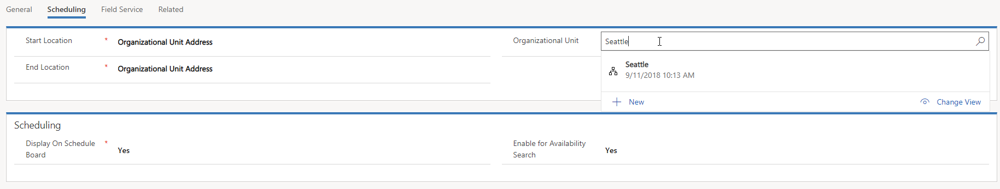 General Scheduling Field Service Related
Start Location * Organizational Unit Address Organizational Unit Seattle
Seattle
9/11/2018 10:13 AM
End Location * Organizational Unit Address
New Change View
Scheduling
Display On Schedule Board * Yes Enable for Availability Search Yes